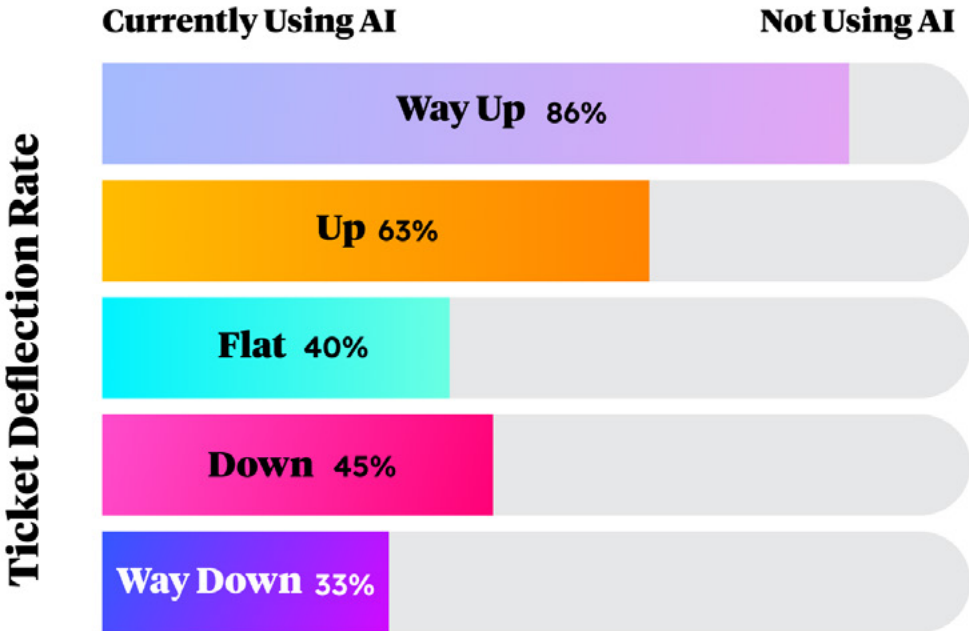 Currently Using AI
Not Using AI
Ticket Deflection Rate
Way Up 86%
Up 63%
Flat 40%
Down 45%
Way Down 33%